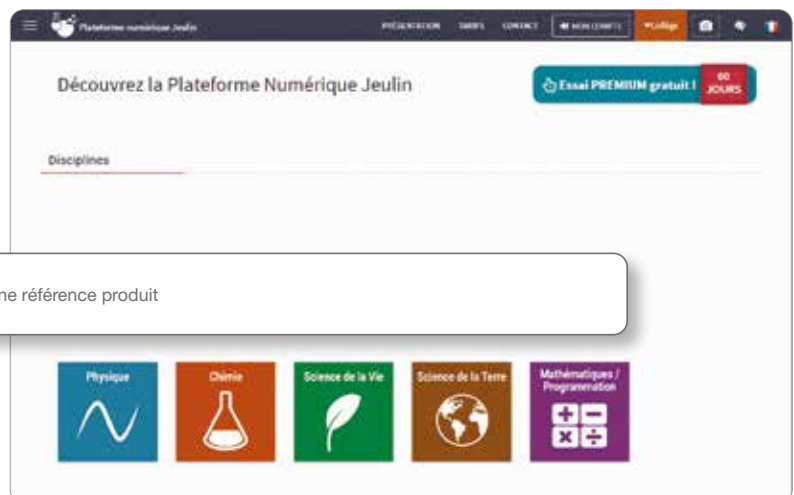 Plateforme numérique Jeulin
PRÉSENTATION TARIFS CONTACT MON COMPTE Collège
Découvrez la Plateforme Numérique Jeulin
Essai PREMIUM gratuit !
60
JOURS
Disciplines
ne référence produit
Physique
Chimie
Science de la Vie
Science de la Terre
Mathématiques /
Programmation